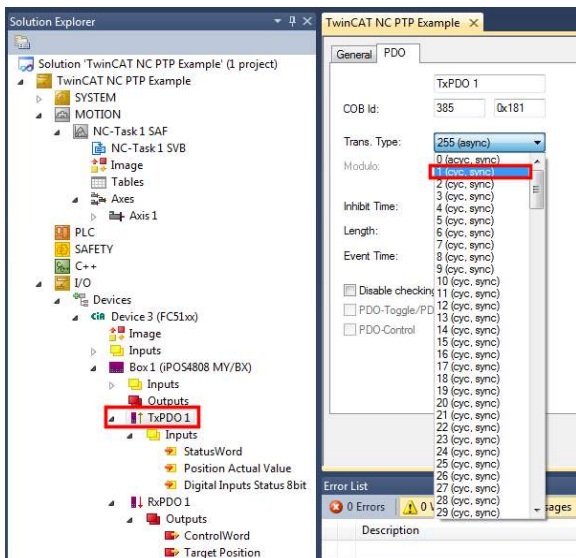 Solution Explorer
Solution 'TwinCAT NC PTP Example' (1 project)
TwinCAT NC PTP Example
SYSTEM
MOTION
NC-Task 1 SAF
NC-Task 1 SVB
Image
Tables
Axes
Axis 1
PLC
SAFETY
C++
I/O
Devices
CiA Device 3 (FC51xx)
Image
Inputs
Box 1 (iPOS4808 MY/BX)
Inputs
Outputs
TxPDO 1
Inputs
StatusWord
Position Actual Value
Digital Inputs Status 8bit
RxPDO 1
Outputs
ControlWord
Target Position
TwinCAT NC PTP Example
General PDO
TxPDO 1
COB Id: 385 0x181
Trans. Type: 255 (async)
Modulo:
Inhibit Time:
Length:
Event Time:
Disable checking
PDO-Toggle/PD
PDO-Control
0 (acyc, sync)
1 (cyc, sync)
2 (cyc, sync)
3 (cyc, sync)
4 (cyc, sync)
5 (cyc, sync)
6 (cyc, sync)
7 (cyc, sync)
8 (cyc, sync)
9 (cyc, sync)
10 (cyc, sync)
11 (cyc, sync)
12 (cyc, sync)
13 (cyc, sync)
14 (cyc, sync)
15 (cyc, sync)
16 (cyc, sync)
17 (cyc, sync)
18 (cyc, sync)
19 (cyc, sync)
20 (cyc, sync)
21 (cyc, sync)
22 (cyc, sync)
23 (cyc, sync)
24 (cyc, sync)
25 (cyc, sync)
26 (cyc, sync)
27 (cyc, sync)
28 (cyc, sync)
29 (cyc, sync)
Error List
0 Errors 0 W ssages
Description